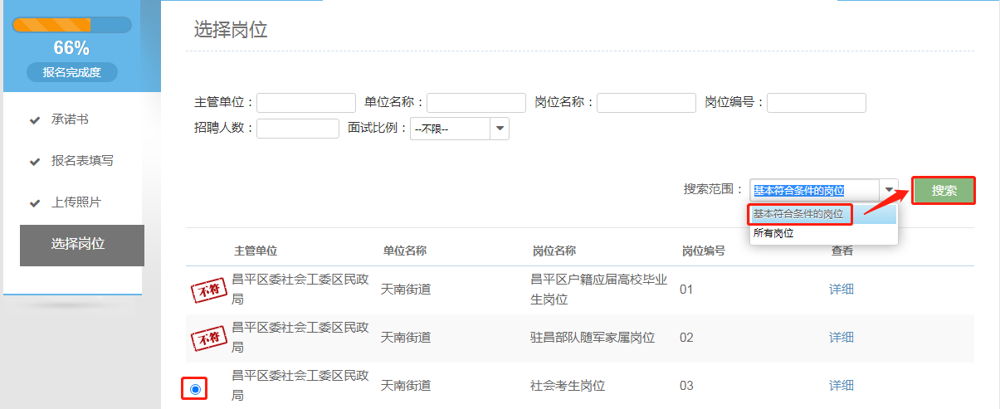 66%
报名完成度
承诺书
报名表填写
上传照片
选择岗位
选择岗位
主管单位：
单位名称：
岗位名称：
岗位编号：
招聘人数：
面试比例：
--不限--
搜索范围：
基本符合条件的岗位
搜索
基本符合条件的岗位
所有岗位
主管单位 单位名称 岗位名称 岗位编号 查看
不符
昌平区委社会工委区民政
局
天南街道
昌平区户籍应届高校毕业
生岗位
01
详细
不符
昌平区委社会工委区民政
局
天南街道
驻昌部队随军家属岗位
02
详细
昌平区委社会工委区民政
局
天南街道
社会考生岗位
03
详细